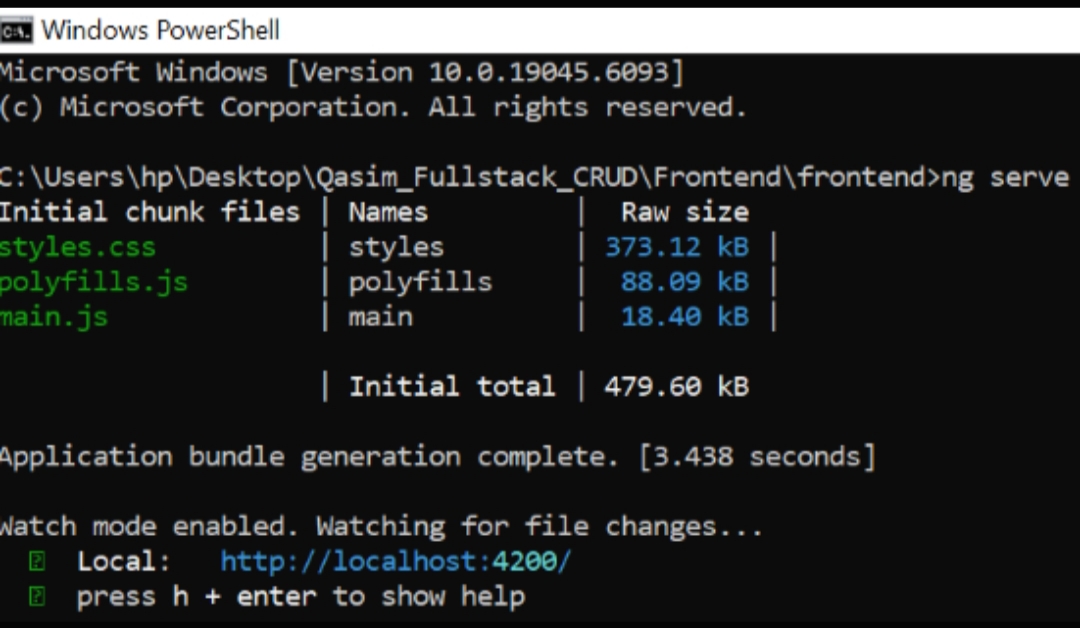 Windows PowerShell
Microsoft Windows [Version 10.0.19045.6093]
(c) Microsoft Corporation. All rights reserved.
C:\Users\hp\Desktop\Qasim_Fullstack_CRUD\Frontend\frontend>ng serve
Initial chunk files | Names | Raw size
styles.css | styles | 373.12 kB |
polyfills.js | polyfills | 88.09 kB |
main.js | main | 18.40 kB |
| Initial total | 479.60 kB
Application bundle generation complete. [3.438 seconds]
Watch mode enabled. Watching for file changes...
Local: http://localhost:4200/
press h + enter to show help